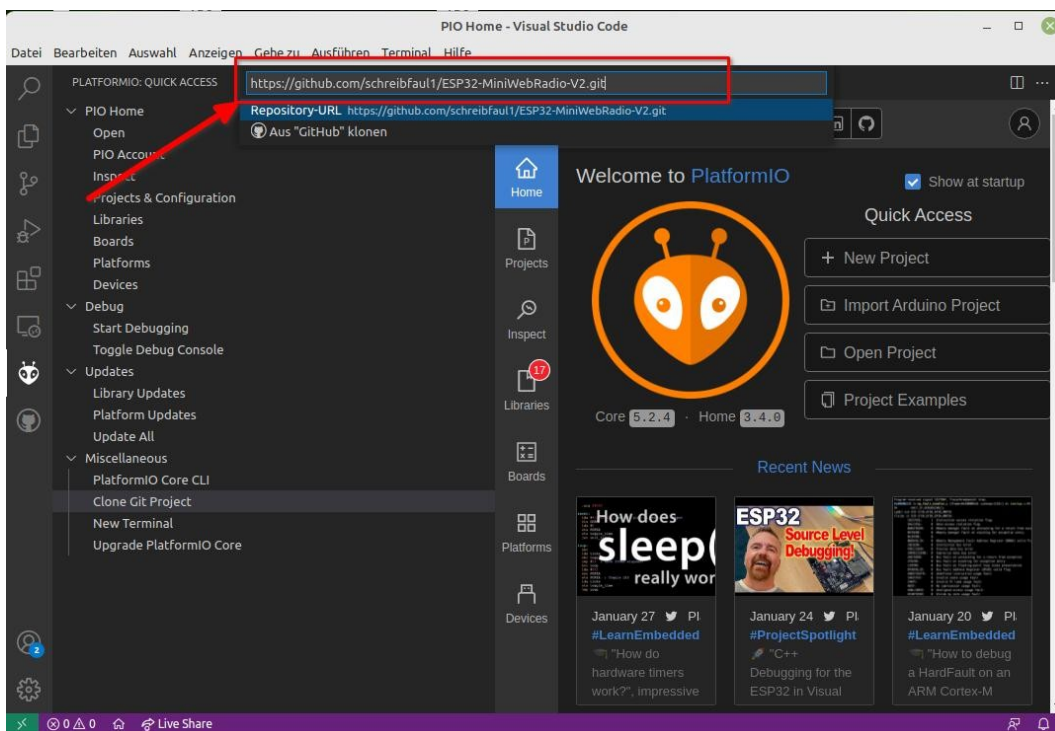 PIO Home - Visual Studio Code
Datei Bearbeiten Auswahl Anzeigen Gehe zu Ausführen Terminal Hilfe
PLATFORMIO: QUICK ACCESS
https://github.com/schreibfaul1/ESP32-MiniWebRadio-V2.git
Repository-URL https://github.com/schreibfaul1/ESP32-MiniWebRadio-V2.git
Aus "GitHub" klonen
PIO Home
Open
PIO Account
Inspect
Projects & Configuration
Libraries
Boards
Platforms
Devices
Debug
Start Debugging
Toggle Debug Console
Updates
Library Updates
Platform Updates
Update All
Miscellaneous
PlatformIO Core CLI
Clone Git Project
New Terminal
Upgrade PlatformIO Core
2
Home
Projects
Inspect
17
Libraries
Boards
Platforms
Devices
Welcome to PlatformIO
Show at startup
Core 5.2.4 · Home 3.4.0
Quick Access
New Project
Import Arduino Project
Open Project
Project Examples
Recent News
How does
sleep(
really wor
January 27 Pl
#LearnEmbedded
"How do
hardware timers
work?", impressive
ESP32
Source Level
Debugging!
January 24 Pl
#ProjectSpotlight
"C++
Debugging for the
ESP32 in Visual
January 20 Pl
#LearnEmbedded
"How to debug
a HardFault on an
ARM Cortex-M
0 0 Live Share